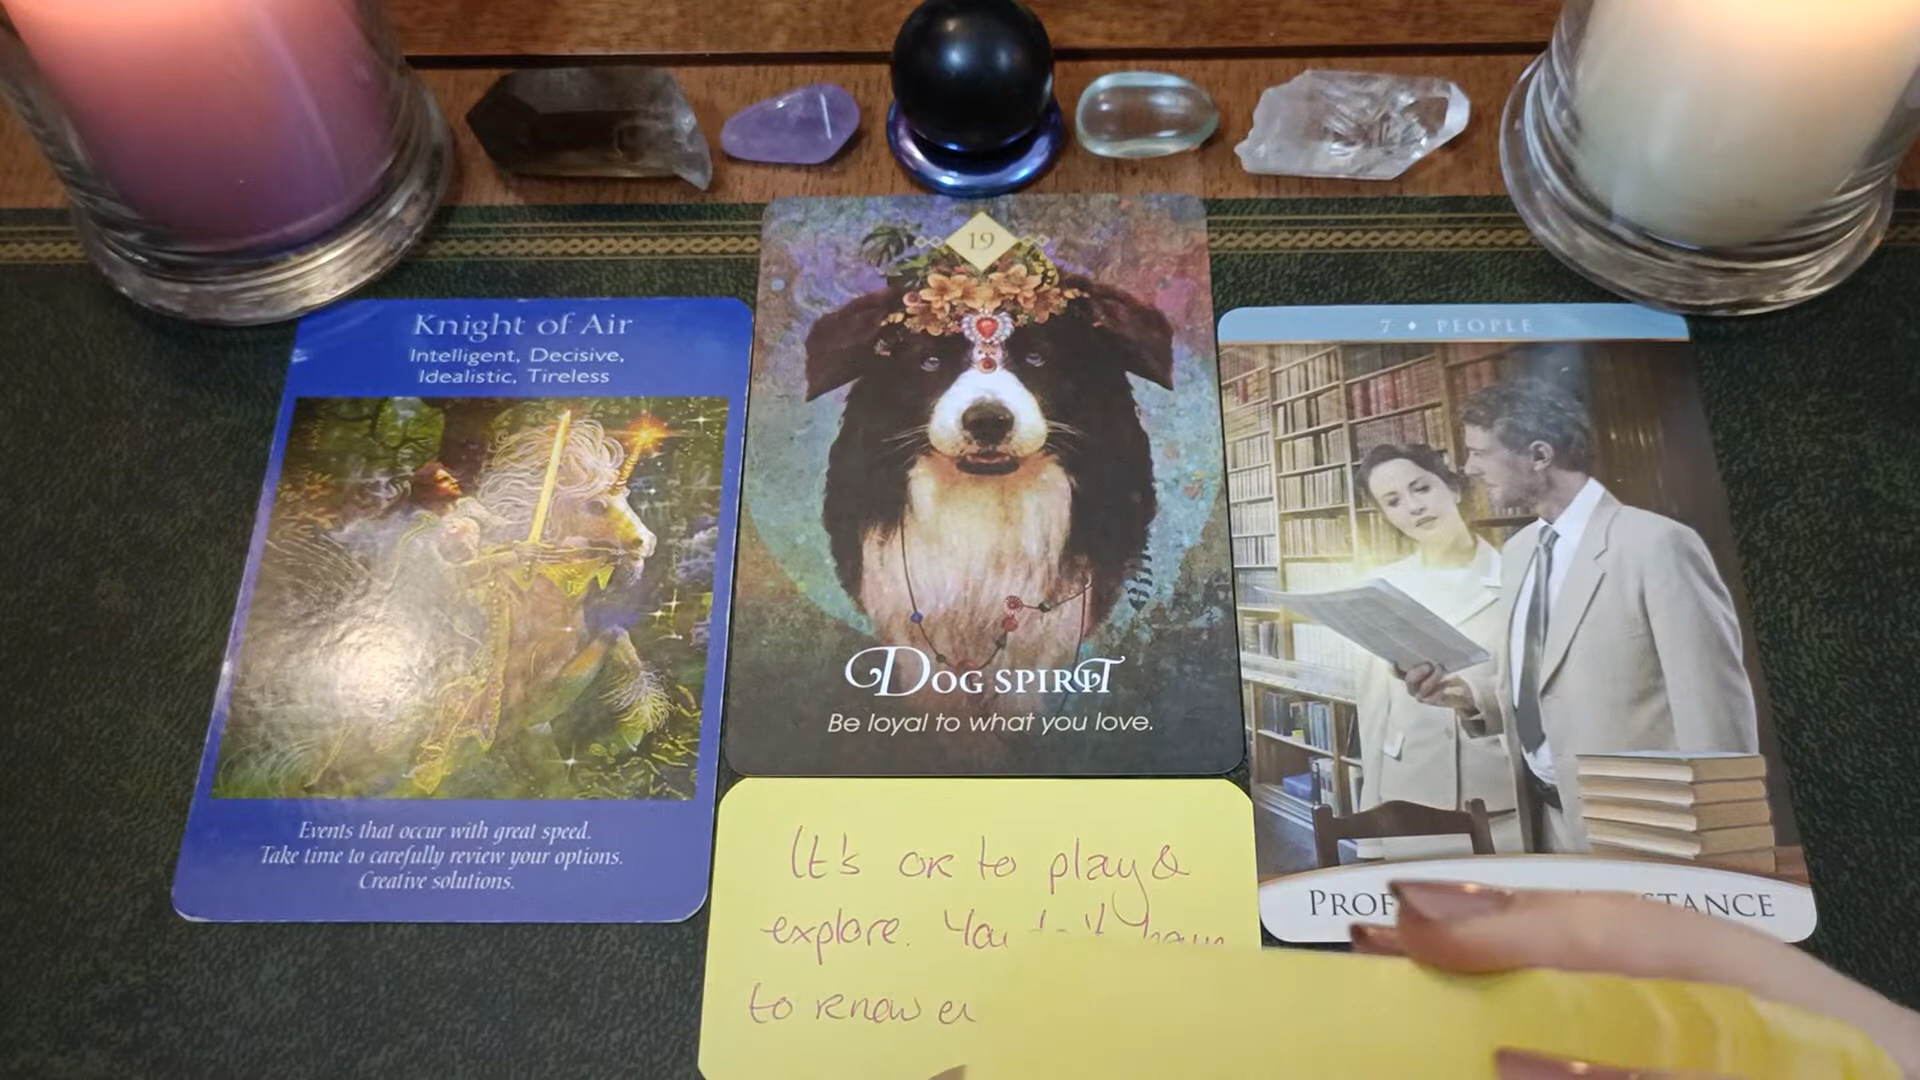 Knight of Air
Intelligent, Decisive,
Idealistic, Tireless
Events that occur with great speed.
Take time to carefully review your options.
Creative solutions.
19
Dog spirit
Be loyal to what you love.
7 • PEOPLE
It's ok to play &
explore. You
to know